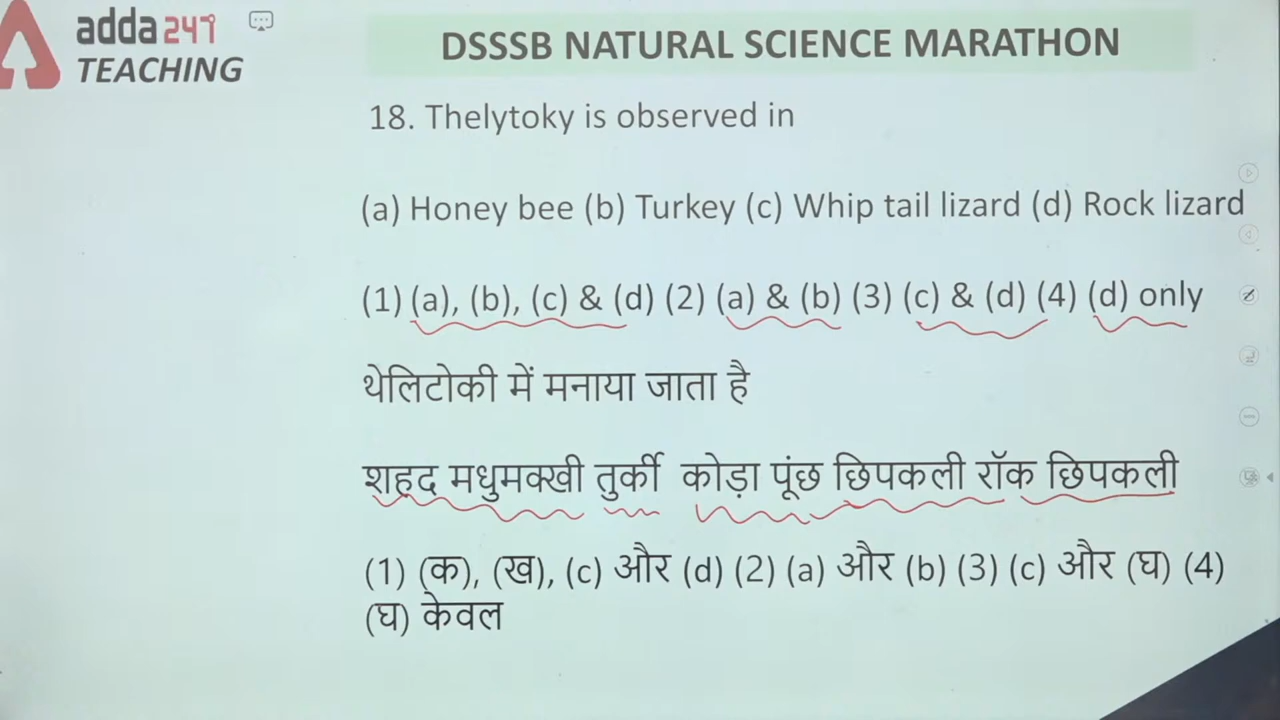 adda247
TEACHING
DSSSB NATURAL SCIENCE MARATHON
18. Thelytoky is observed in
(a) Honey bee (b) Turkey (c) Whip tail lizard (d) Rock lizard
(1) (a), (b), (c) & (d) (2) (a) & (b) (3) (c) & (d) (4) (d) only
थेलिटोकी में मनाया जाता है
शहद मधुमक्खी तुर्की कोड़ा पूंछ छिपकली रॉक छिपकली
(1) (क), (ख), (c) और (d) (2) (a) और (b) (3) (c) और (घ) (4)
(घ) केवल